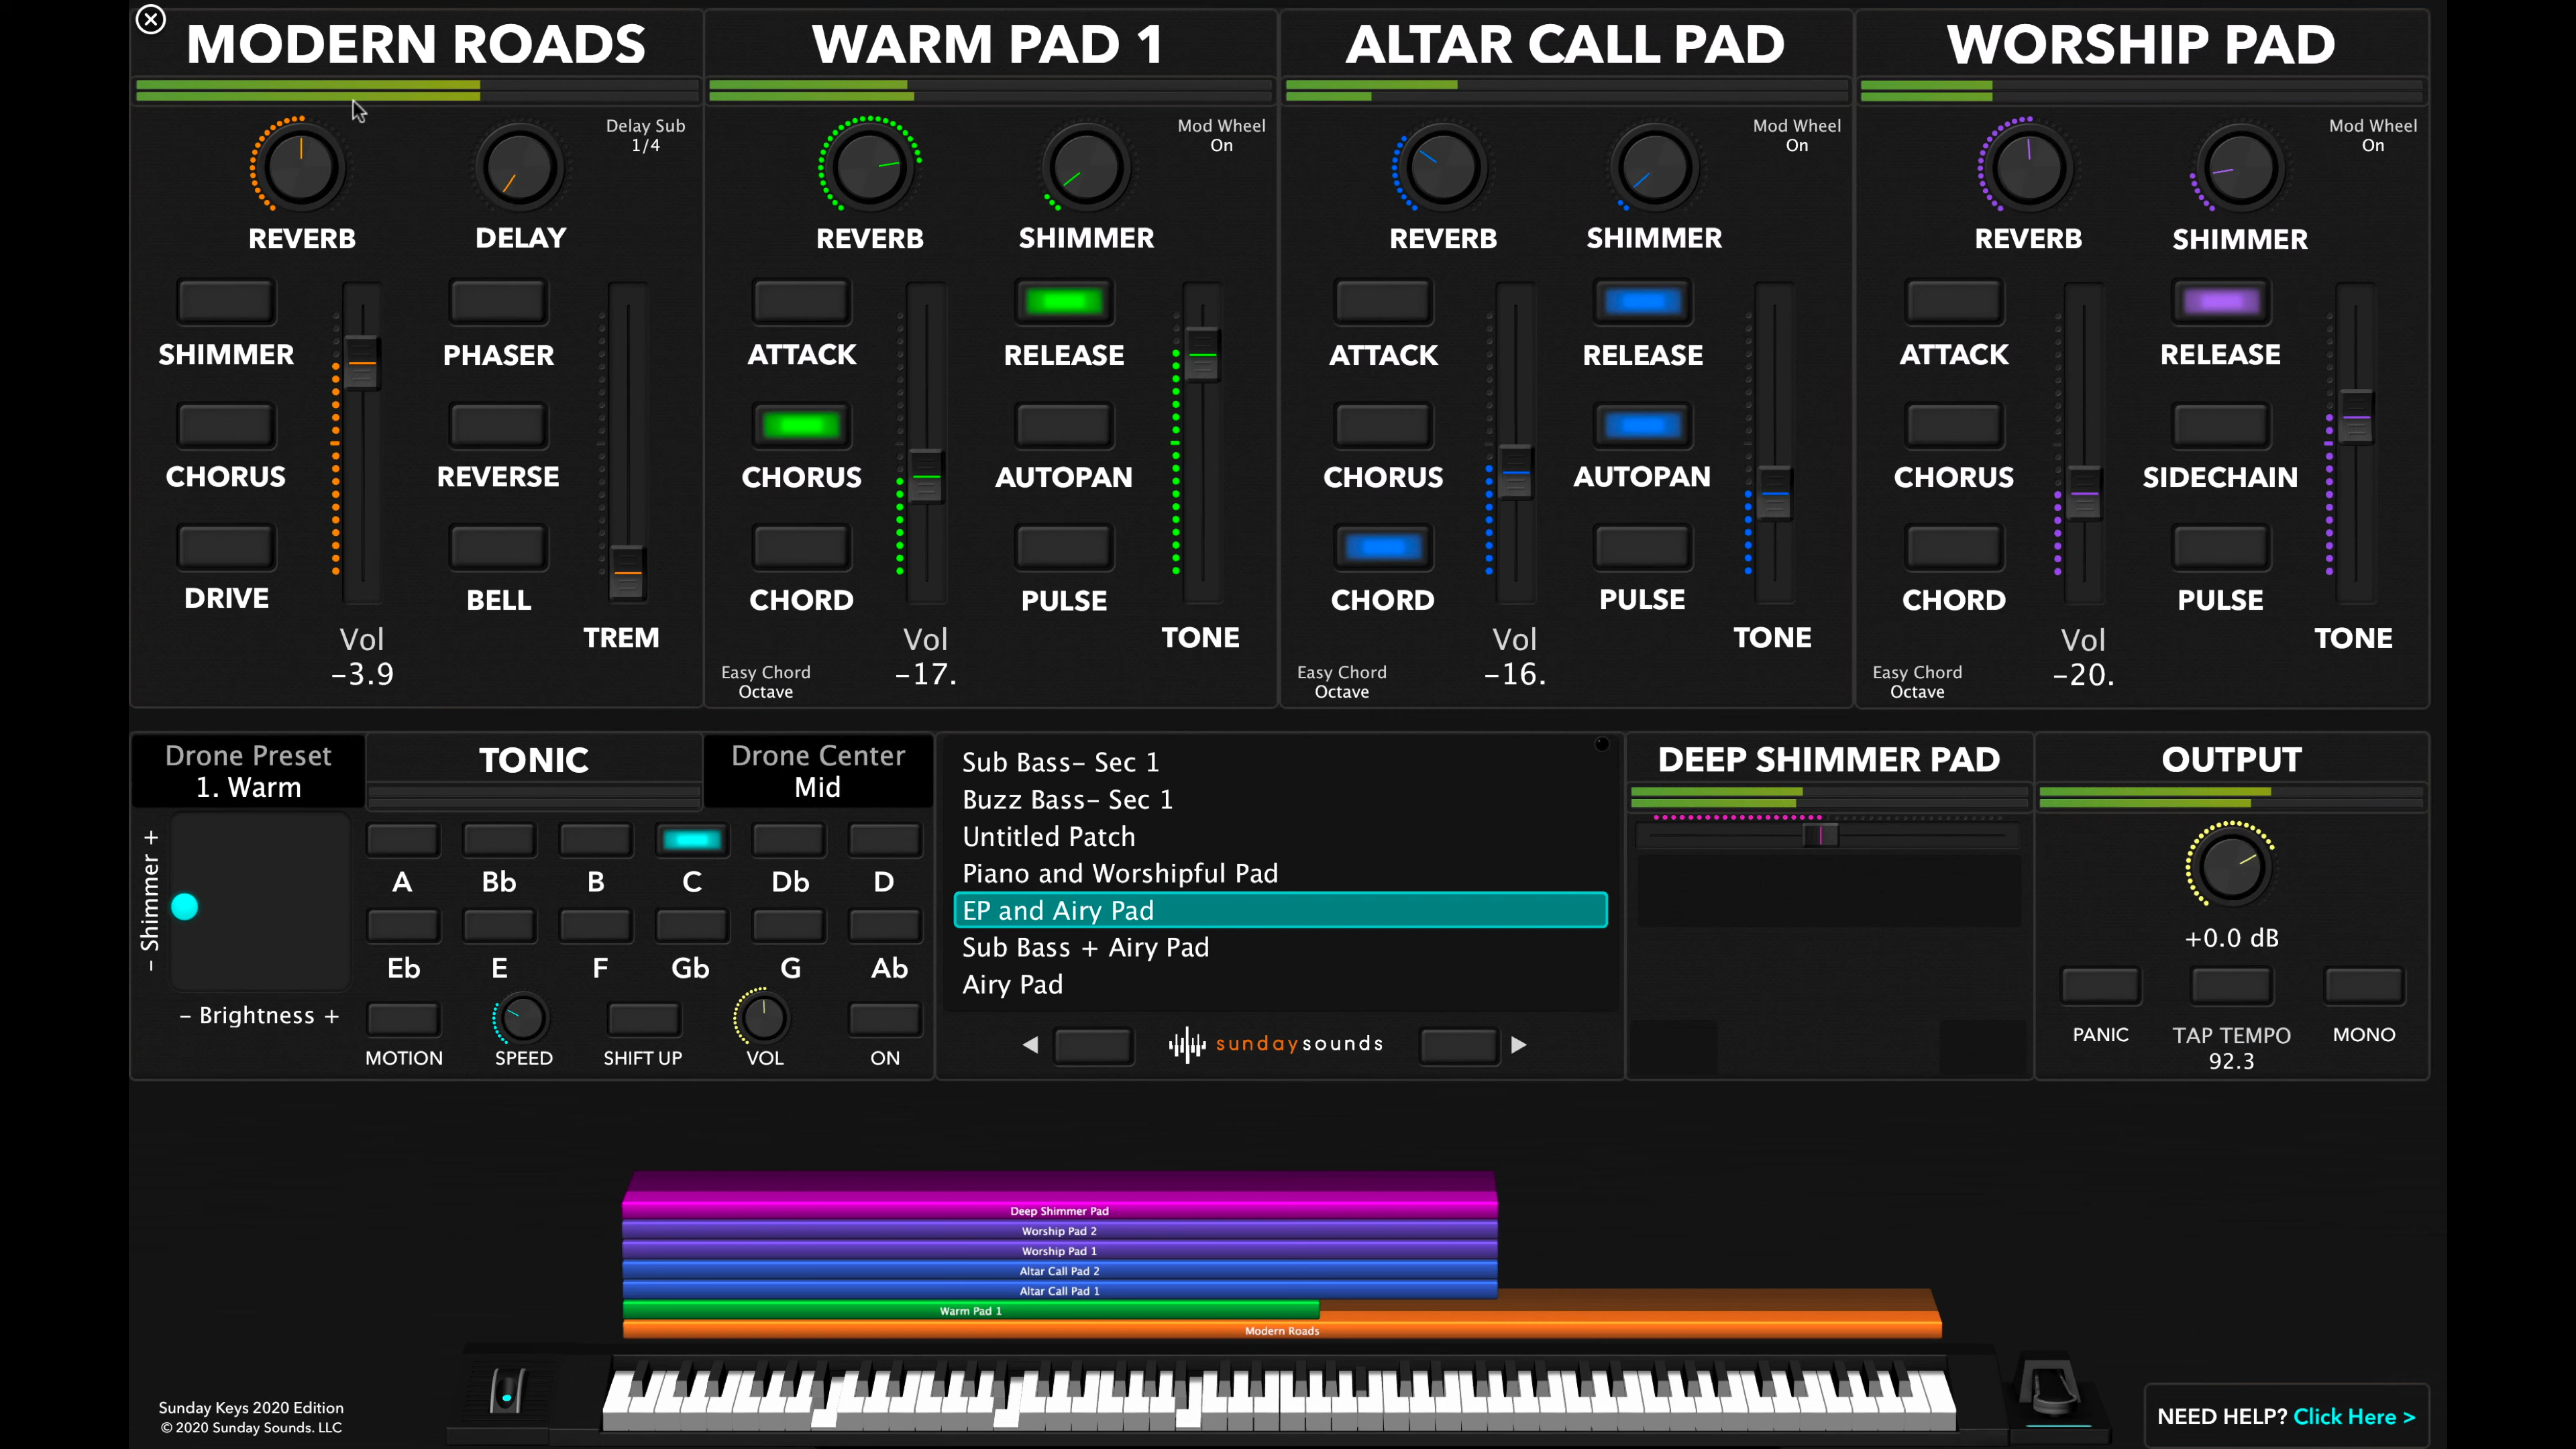 MODERN ROADS
Delay Sub
1/4
REVERB
DELAY
SHIMMER
PHASER
CHORUS
REVERSE
DRIVE
BELL
Vol
-3.9
TREM
WARM PAD 1
Mod Wheel
On
REVERB
SHIMMER
ATTACK
RELEASE
CHORUS
AUTOPAN
CHORD
PULSE
Vol
-17.
TONE
Easy Chord
Octave
ALTAR CALL PAD
Mod Wheel
On
REVERB
SHIMMER
ATTACK
RELEASE
CHORUS
AUTOPAN
CHORD
PULSE
Vol
-16.
TONE
Easy Chord
Octave
WORSHIP PAD
Mod Wheel
On
REVERB
SHIMMER
ATTACK
RELEASE
CHORUS
SIDECHAIN
CHORD
PULSE
Vol
-20.
TONE
Easy Chord
Octave
Drone Preset
1. Warm
TONIC
Drone Center
Mid
- Shimmer +
- Brightness +
A Bb B C Db D
Eb E F Gb G Ab
MOTION SPEED SHIFT UP VOL ON
Sub Bass- Sec 1
Buzz Bass- Sec 1
Untitled Patch
Piano and Worshipful Pad
EP and Airy Pad
Sub Bass + Airy Pad
Airy Pad
sundaysounds
DEEP SHIMMER PAD
OUTPUT
+0.0 dB
PANIC
TAP TEMPO
92.3
MONO
Deep Shimmer Pad
Worship Pad 2
Worship Pad 1
Altar Call Pad 2
Altar Call Pad 1
Warm Pad 1
Modern Roads
Sunday Keys 2020 Edition
© 2020 Sunday Sounds. LLC
NEED HELP? Click Here >